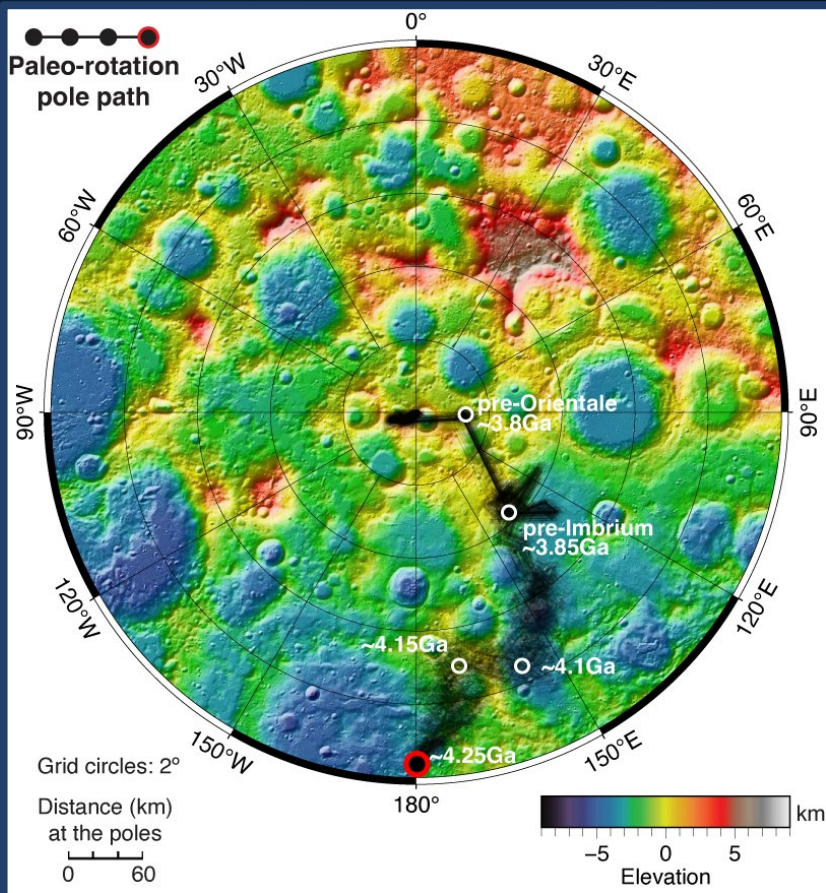 0°
Paleo-rotation
pole path
30°W
30°E
60°W
60°E
90°W
90°E
pre-Orientale
~3.8Ga
pre-Imbrium
~3.85Ga
120°W
120°E
~4.15Ga
~4.1Ga
150°W
150°E
~4.25Ga
180°
Grid circles: 2º
Distance (km)
at the poles
0 60
km
−5 0 5
Elevation